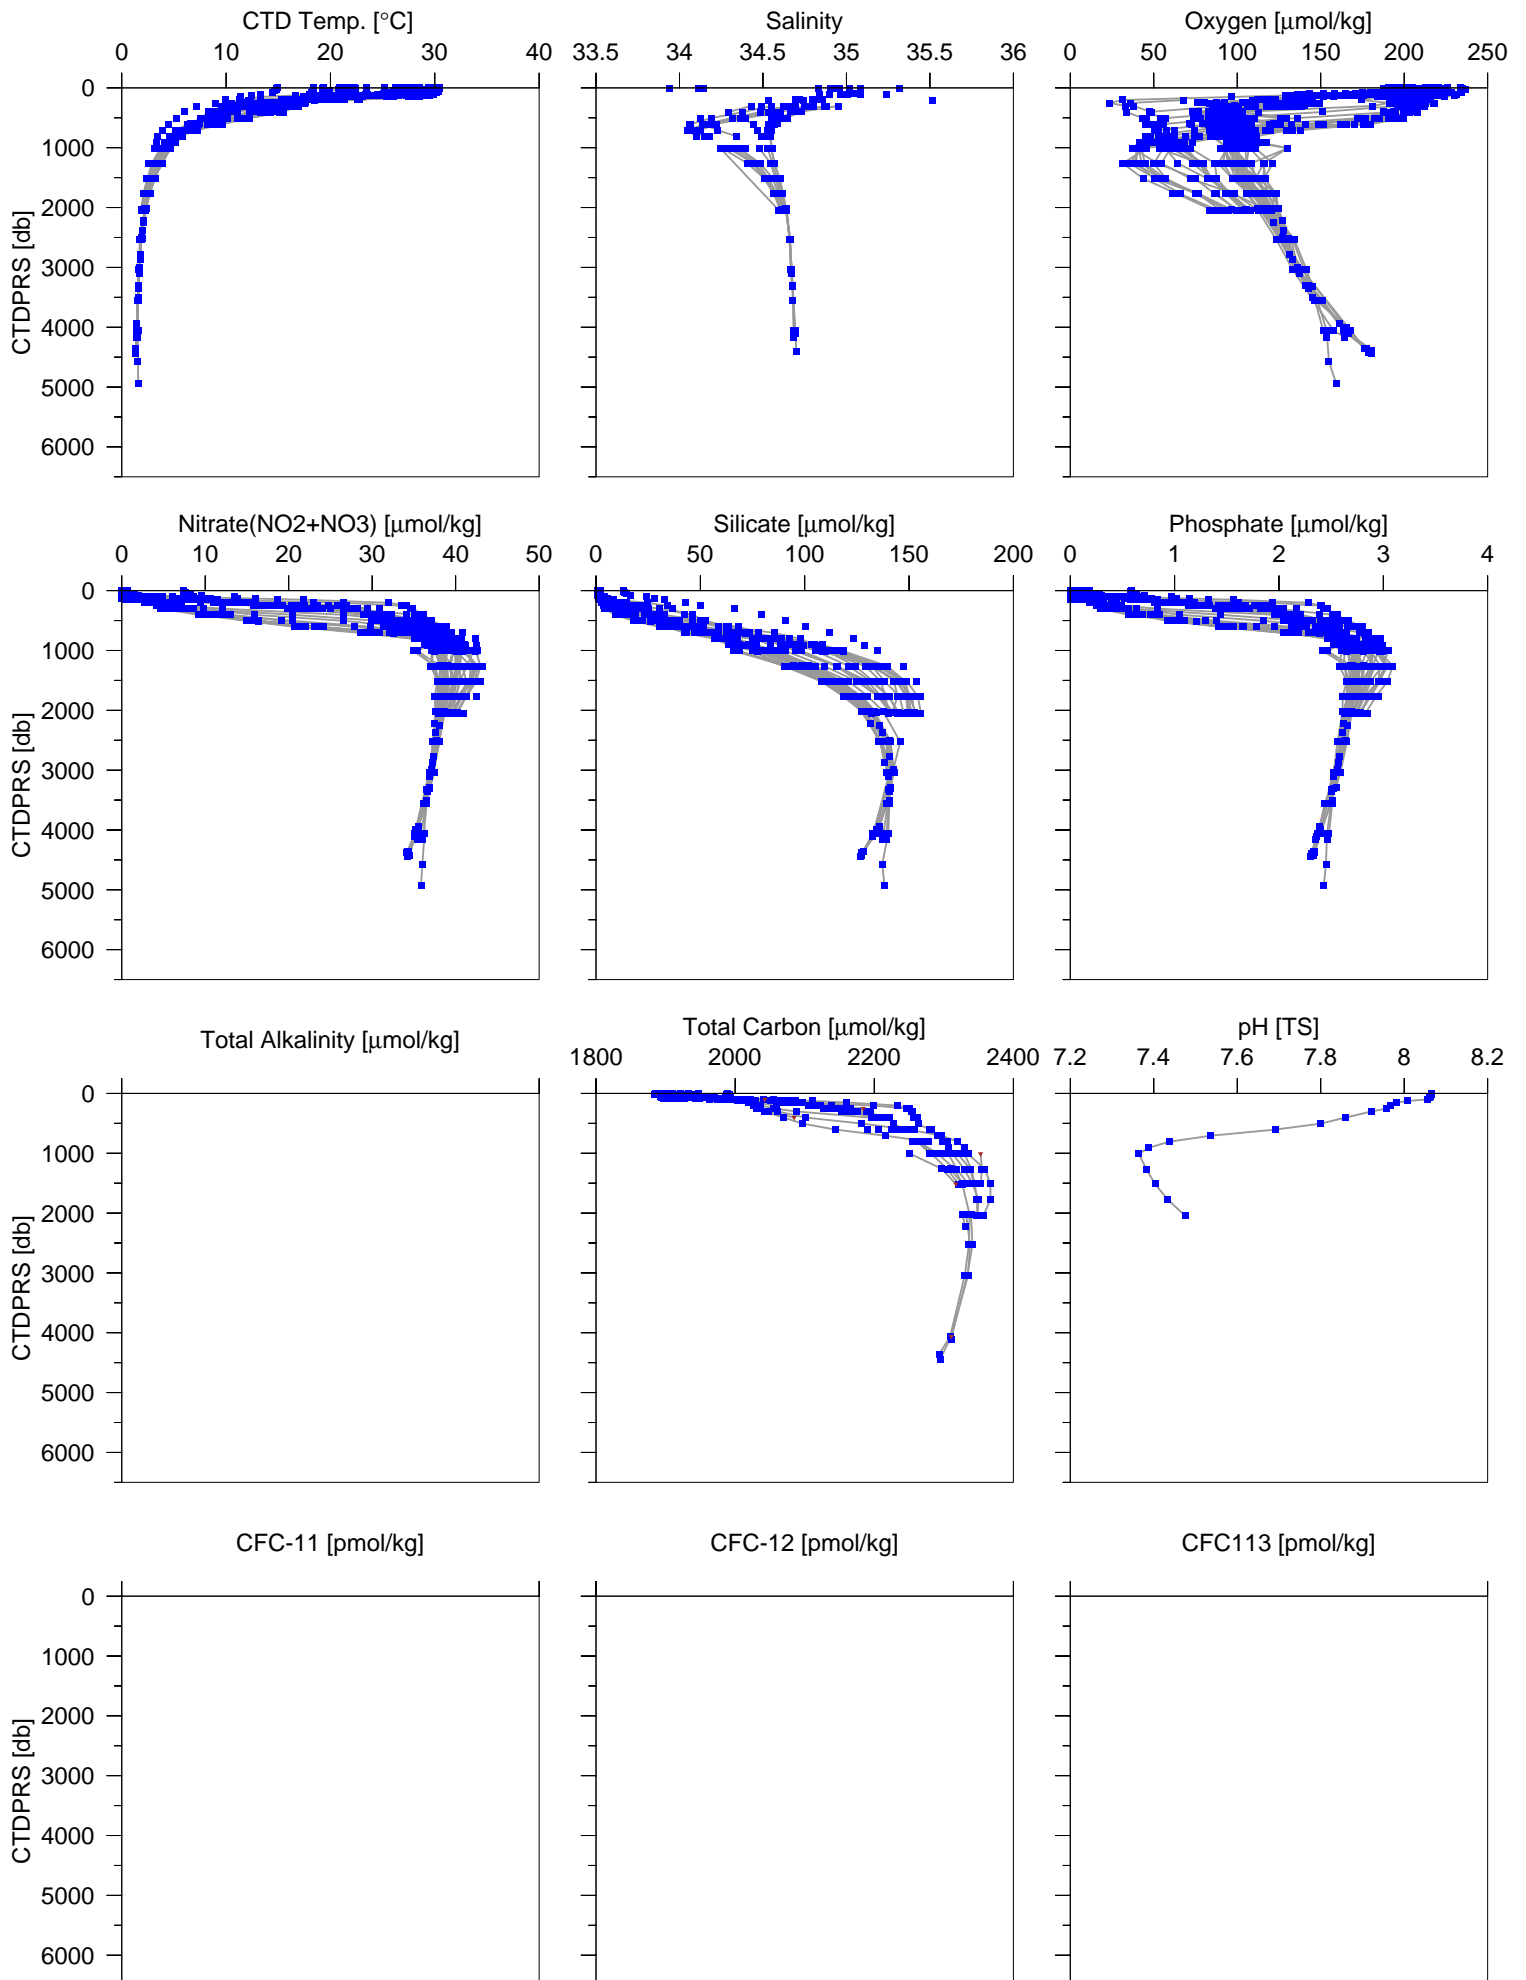 CTD Temp. [°C] Salinity Oxygen [μmol/kg]
0 10 20 30 40 33.5 34 34.5 35 35.5 36 0 50 100 150 200 250
0
1000
2000
3000
4000
5000
6000
CTDPRS [db]
Nitrate(NO2+NO3) [μmol/kg] Silicate [μmol/kg] Phosphate [μmol/kg]
0 10 20 30 40 50 0 50 100 150 200 0 1 2 3 4
0
1000
2000
3000
4000
5000
6000
CTDPRS [db]
Total Alkalinity [μmol/kg] Total Carbon [μmol/kg] pH [TS]
1800 2000 2200 2400 7.2 7.4 7.6 7.8 8 8.2
0
1000
2000
3000
4000
5000
6000
CTDPRS [db]
CFC-11 [pmol/kg] CFC-12 [pmol/kg] CFC113 [pmol/kg]
0
1000
2000
3000
4000
5000
6000
CTDPRS [db]